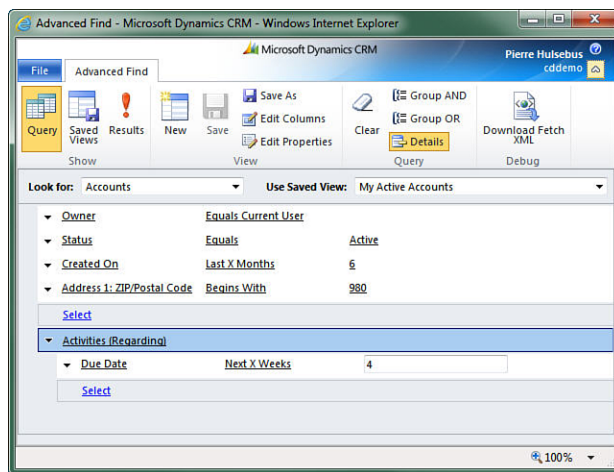 Advanced Find - Microsoft Dynamics CRM - Windows Internet Explorer
Microsoft Dynamics CRM
Pierre Hulsebus
cddemo
File Advanced Find
Query Saved Views Results New Save Save As Edit Columns Edit Properties Clear Group AND Group OR Details Download Fetch XML
Show View Query Debug
Look for: Accounts Use Saved View: My Active Accounts
Owner Equals Current User
Status Equals Active
Created On Last X Months 6
Address 1: ZIP/Postal Code Begins With 980
Select
Activities (Regarding)
Due Date Next X Weeks 4
Select
100%